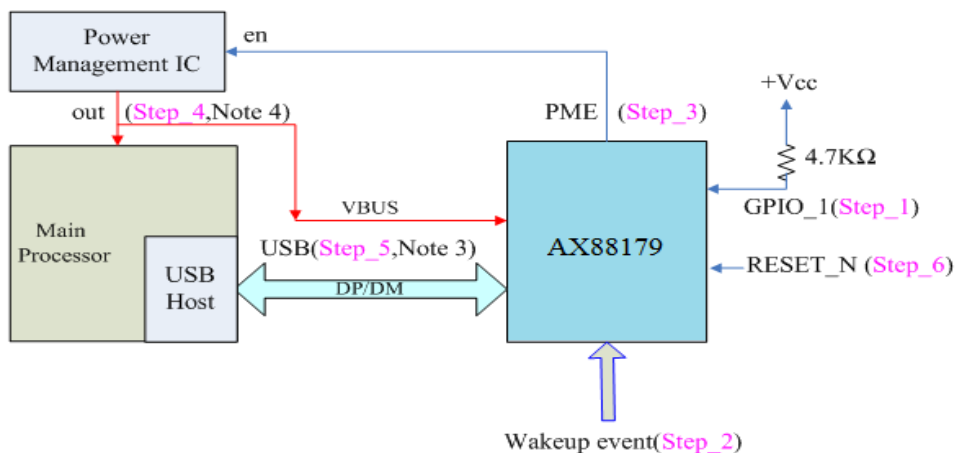 Power
Management IC
en
out
(Step_4,Note 4)
PME
(Step_3)
+Vcc
4.7KΩ
GPIO_1(Step_1)
VBUS
Main
Processor
USB(Step_5,Note 3)
AX88179
USB
Host
DP/DM
RESET_N (Step_6)
Wakeup event(Step_2)